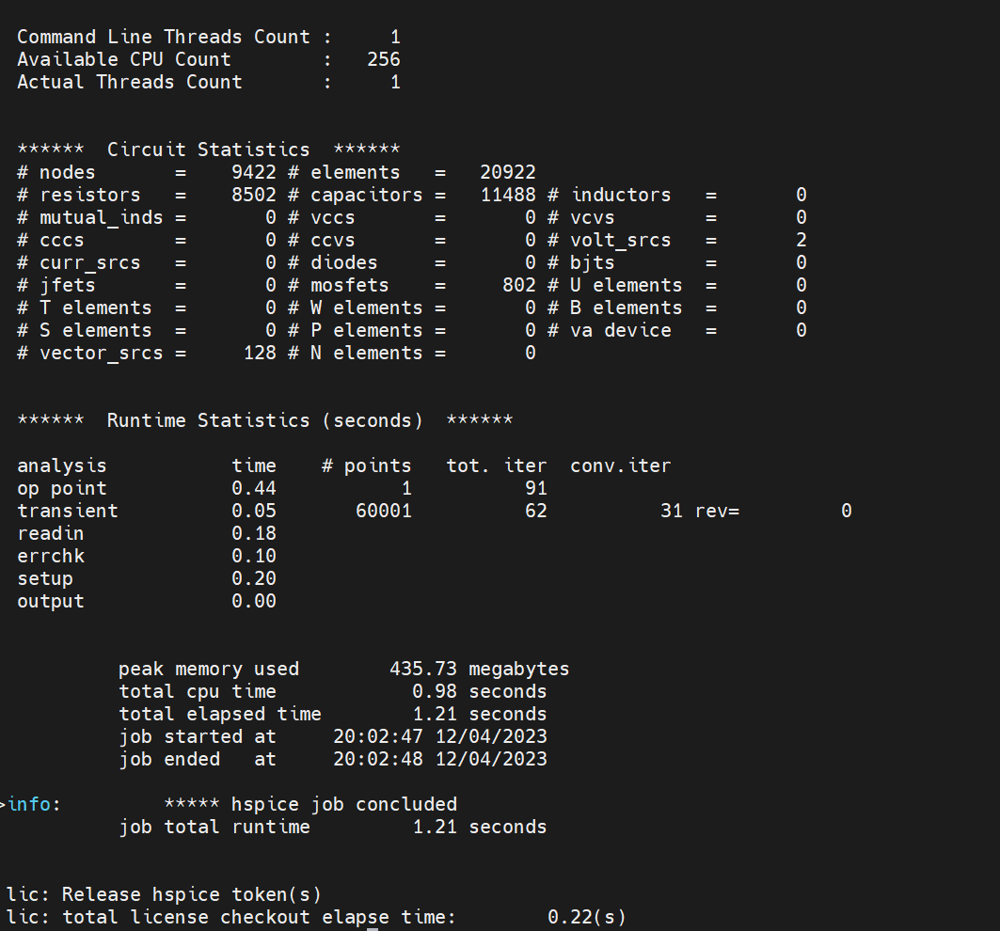 Command Line Threads Count :     1
Available CPU Count        :   256
Actual Threads Count       :     1
******  Circuit Statistics  ******
# nodes       =    9422 # elements   =   20922
# resistors   =    8502 # capacitors =   11488 # inductors   =       0
# mutual_inds =       0 # vccs       =       0 # vcvs        =       0
# cccs        =       0 # ccvs       =       0 # volt_srcs   =       2
# curr_srcs   =       0 # diodes     =       0 # bjts        =       0
# jfets       =       0 # mosfets    =     802 # U elements  =       0
# T elements  =       0 # W elements =       0 # B elements  =       0
# S elements  =       0 # P elements =       0 # va device   =       0
# vector_srcs =     128 # N elements =       0
******  Runtime Statistics (seconds)  ******
analysis           time    # points   tot. iter  conv.iter
op point           0.44           1          91
transient          0.05       60001          62          31 rev=         0
readin             0.18
errchk             0.10
setup              0.20
output             0.00
peak memory used        435.73 megabytes
total cpu time            0.98 seconds
total elapsed time        1.21 seconds
job started at     20:02:47 12/04/2023
job ended   at     20:02:48 12/04/2023
>info:         ***** hspice job concluded
job total runtime         1.21 seconds
lic: Release hspice token(s)
lic: total license checkout elapse time:        0.22(s)